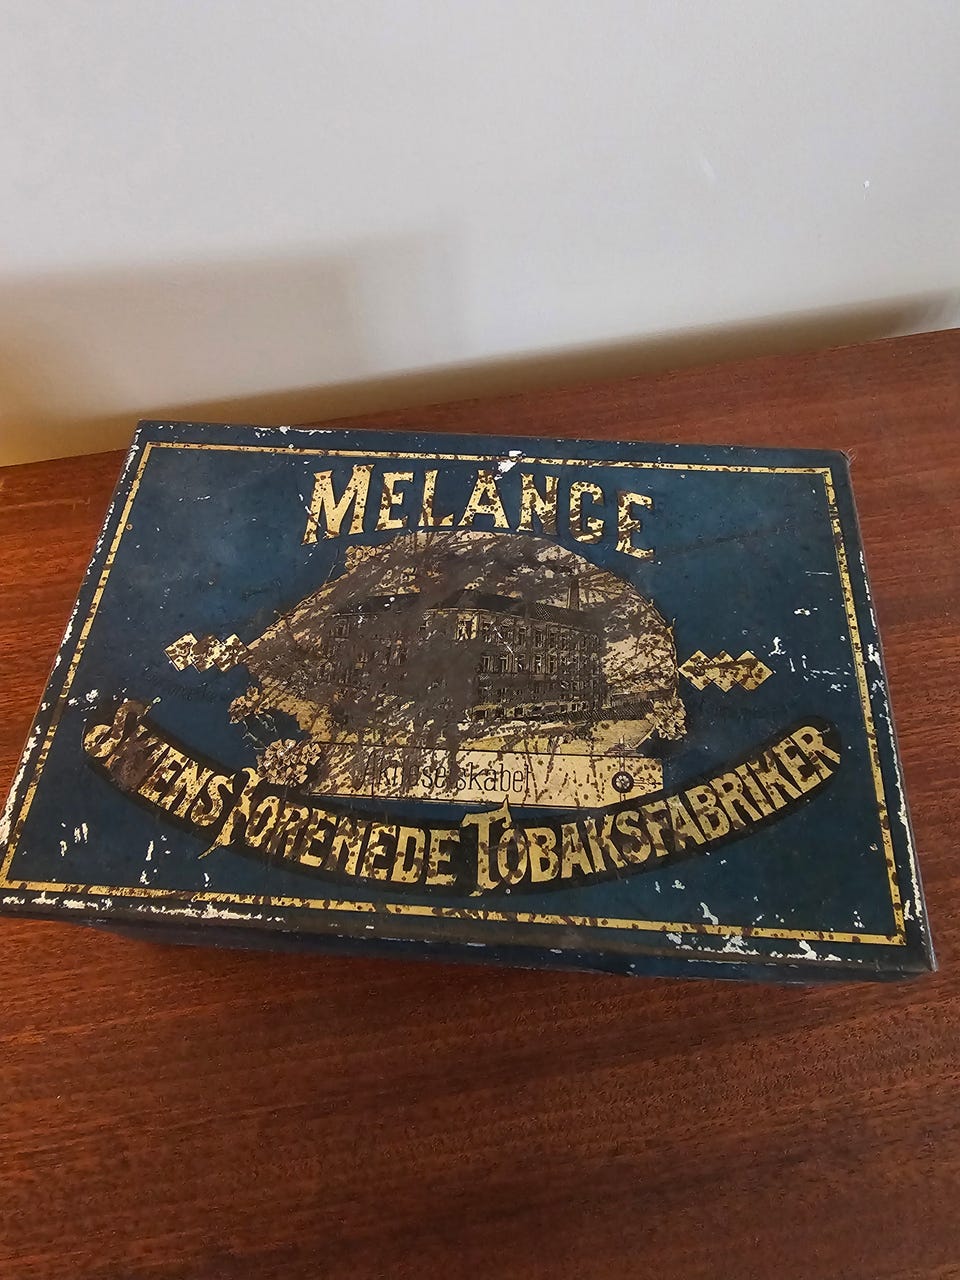 MELANGE
Aktieselskabet
SKIENS FORENEDE TOBAKSFABRIKER